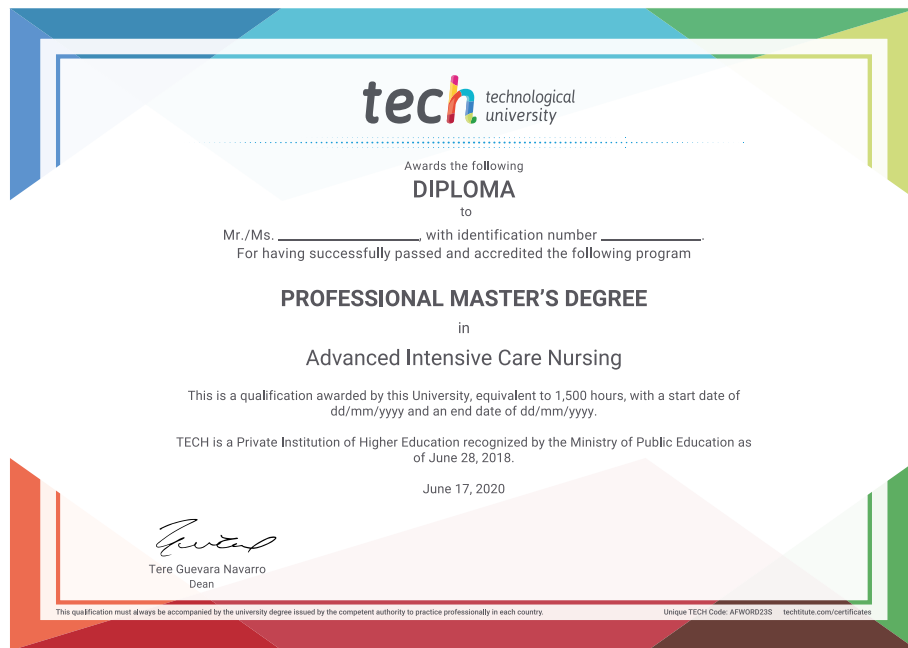 tech technological
university
Awards the following
DIPLOMA
to
Mr./Ms. ____________________, with identification number ______________.
For having successfully passed and accredited the following program
PROFESSIONAL MASTER'S DEGREE
in
Advanced Intensive Care Nursing
This is a qualification awarded by this University, equivalent to 1,500 hours, with a start date of
dd/mm/yyyy and an end date of dd/mm/yyyy.
TECH is a Private Institution of Higher Education recognized by the Ministry of Public Education as
of June 28, 2018.
June 17, 2020
Tere Guevara Navarro
Dean
This qualification must always be accompanied by the university degree issued by the competent authority to practice professionally in each country. Unique TECH Code: AFWORD23S techtitute.com/certificates